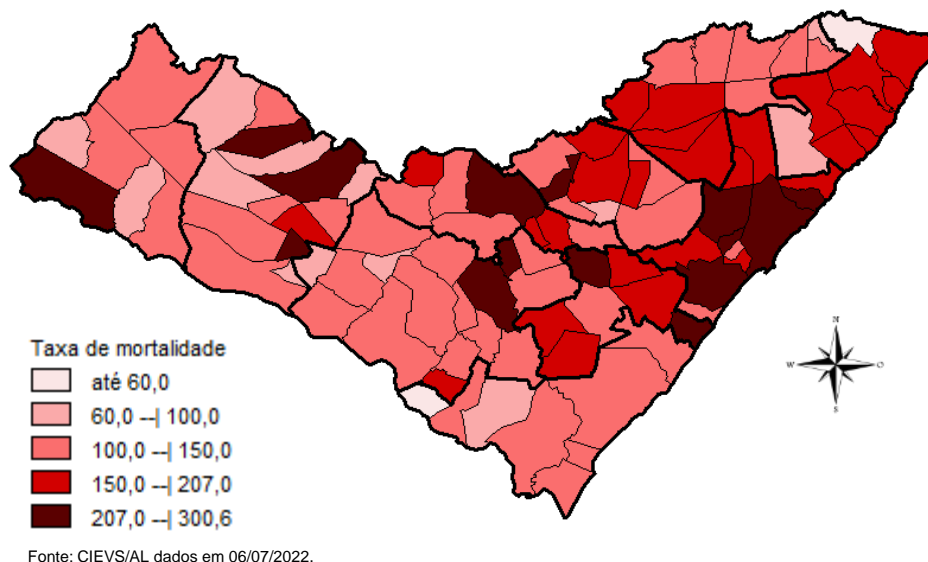 N
W
O
S
Taxa de mortalidade
até 60,0
60,0 --| 100,0
100,0 --| 150,0
150,0 --| 207,0
207,0 --| 300,6
Fonte: CIEVS/AL dados em 06/07/2022.